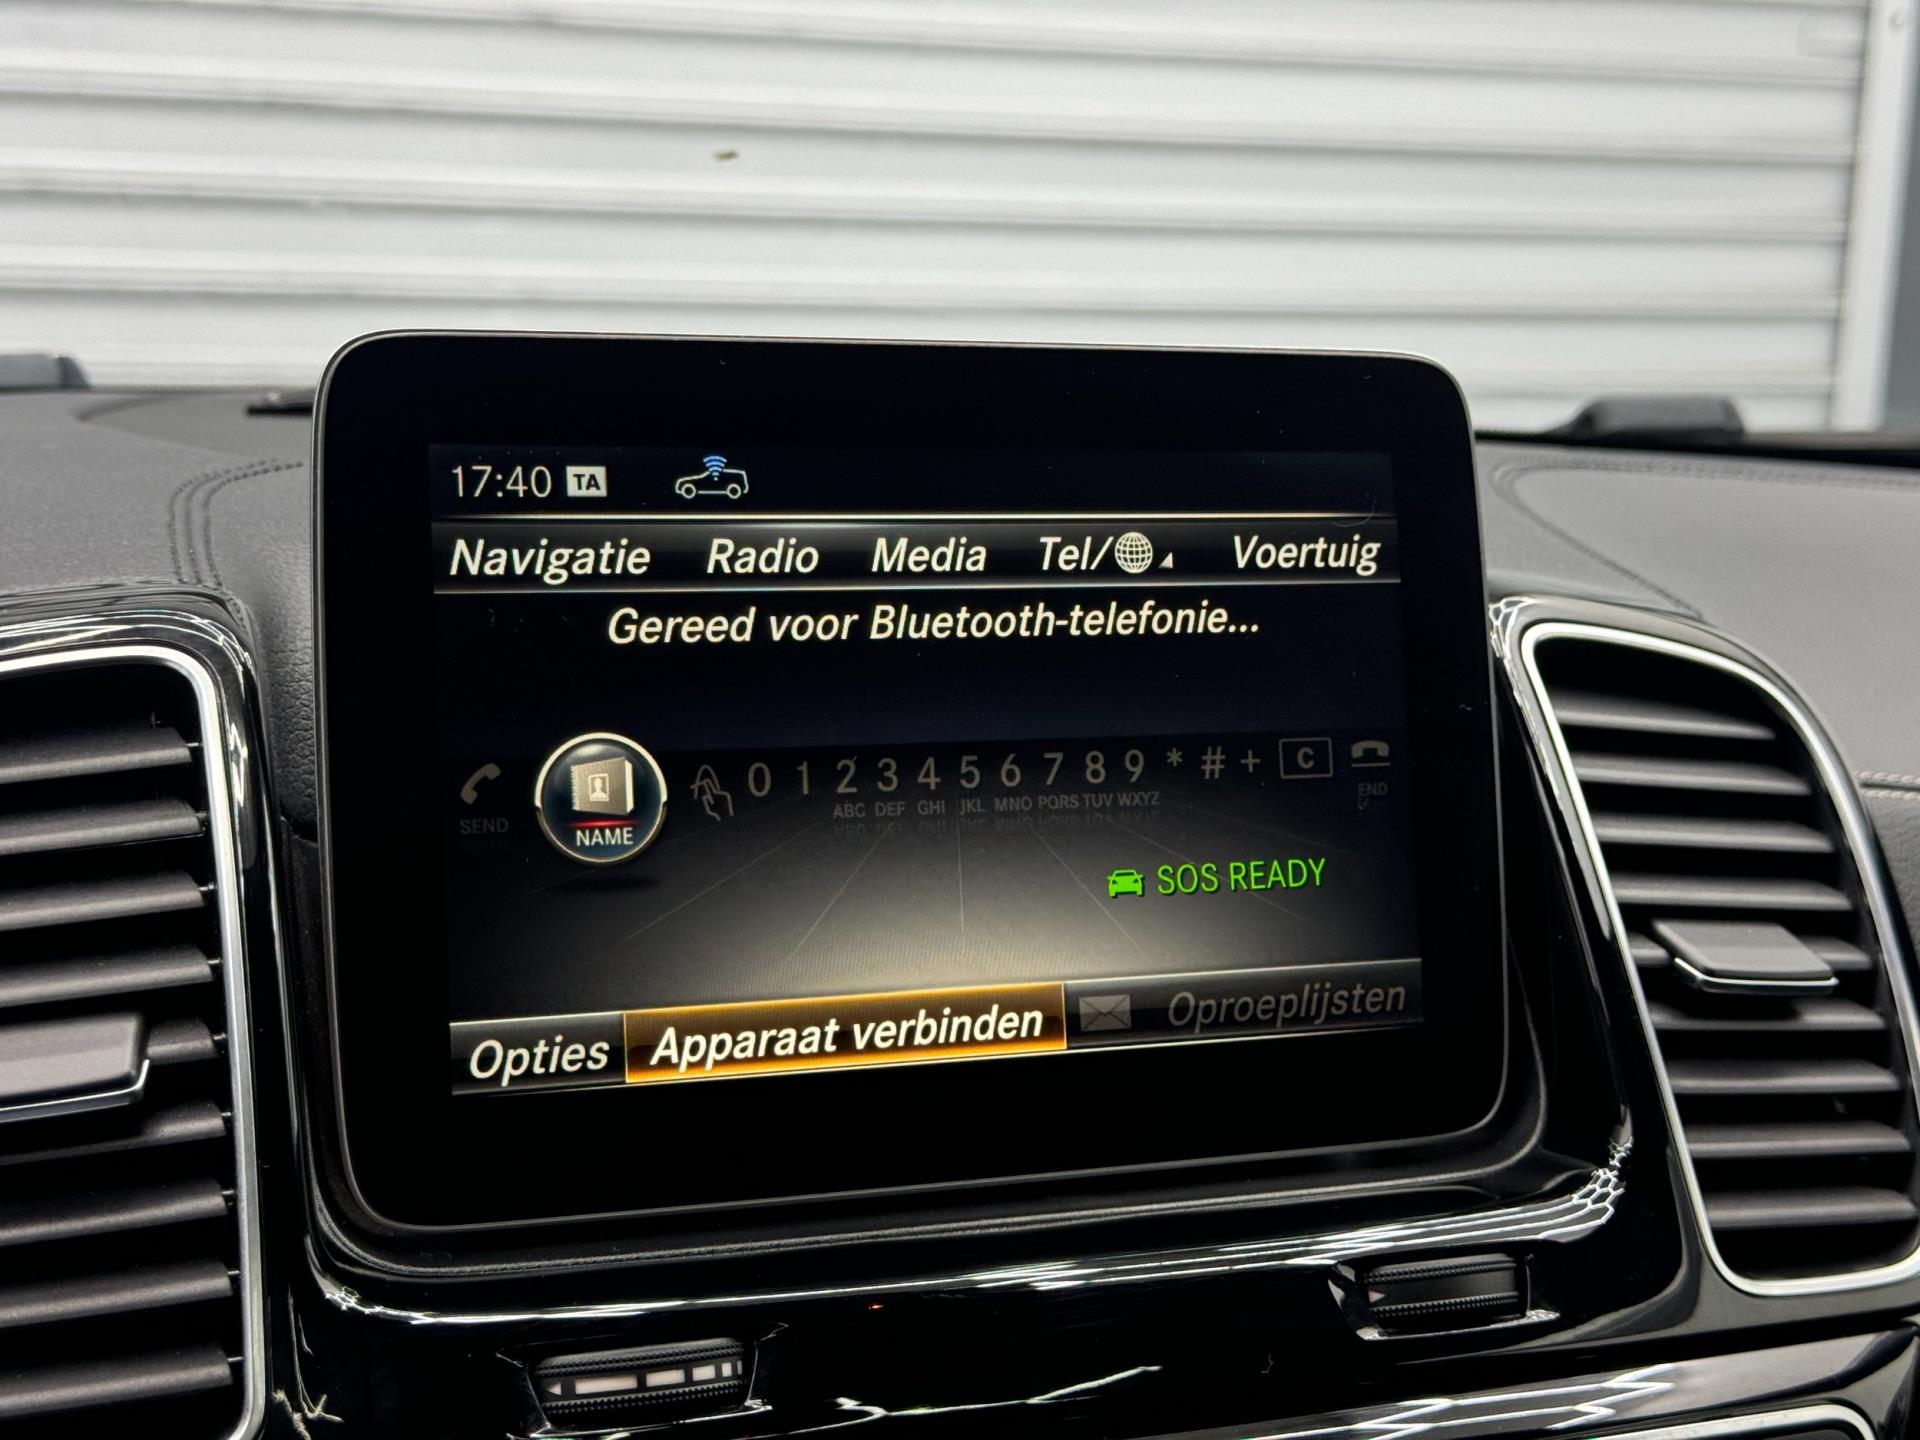 17:40 TA
Navigatie Radio Media Tel/ Voertuig
Gereed voor Bluetooth-telefonie...
0 1 2 3 4 5 6 7 8 9 * # + C
ABC DEF GHI JKL MNO PQRS TUV WXYZ
SEND NAME END
SOS READY
Opties Apparaat verbinden Oproeplijsten